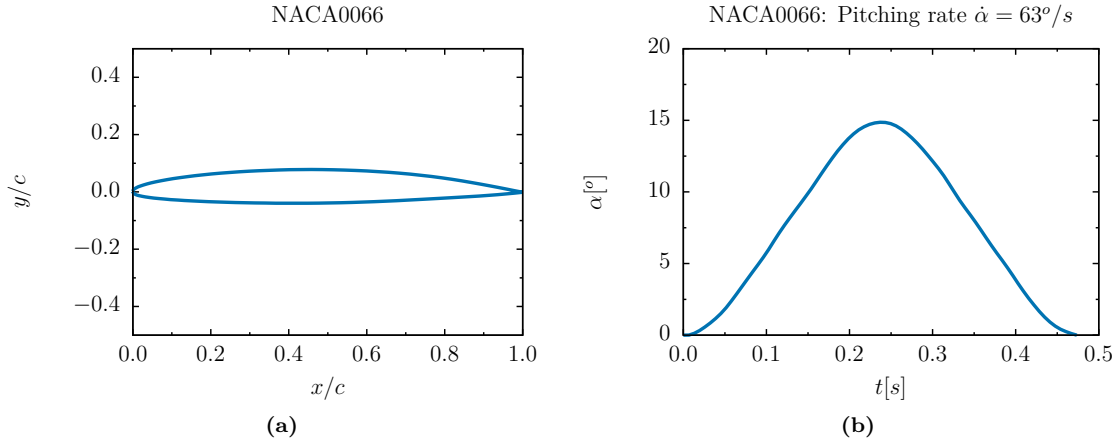 NACA0066
0.4
0.2
0.0
−0.2
−0.4
y/c
0.0 0.2 0.4 0.6 0.8 1.0
x/c
(a)
NACA0066: Pitching rate α̇ = 63°/s
20
15
10
5
0
α[°]
0.0 0.1 0.2 0.3 0.4 0.5
t[s]
(b)